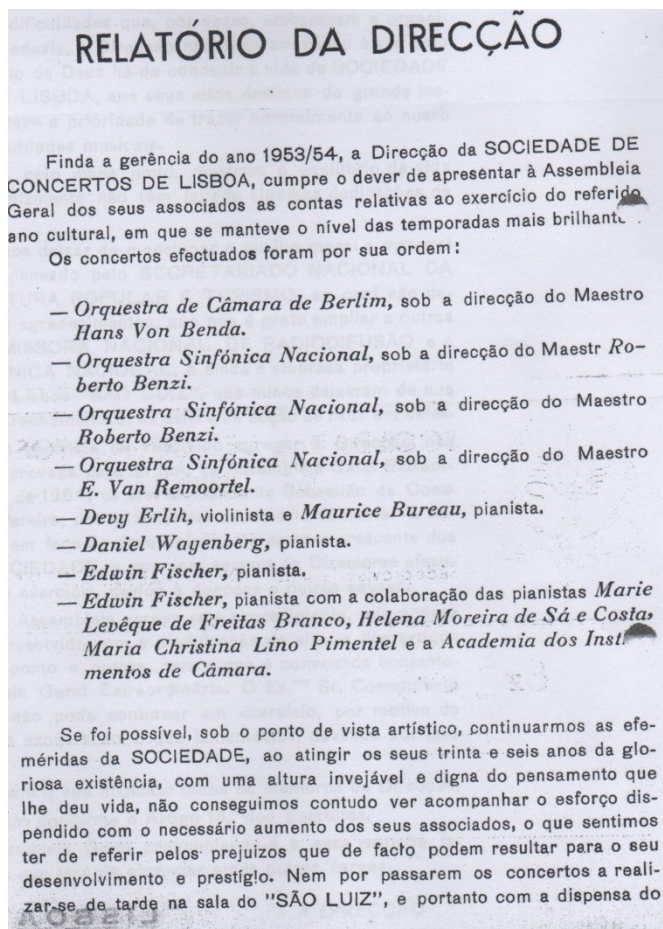 RELATÓRIO DA DIRECÇÃO
Finda a gerência do ano 1953/54, a Direcção da SOCIEDADE DE
CONCERTOS DE LISBOA, cumpre o dever de apresentar à Assembleia
Geral dos seus associados as contas relativas ao exercício do referido
ano cultural, em que se manteve o nível das temporadas mais
Os concertos efectuados foram por sua ordem:
— Orquestra de Câmara de Berlim, sob a direcção do Maestro
Hans Von Benda.
— Orquestra Sinfónica Nacional, sob a direcção do Maestr Ro-
berto Benzi.
— Orquestra Sinfónica Nacional, sob a direcção do Maestro
Roberto Benzi.
— Orquestra Sinfónica Nacional, sob a direcção do Maestro
E. Van Remoortel.
— Devy Erlih, violinista e Maurice Bureau, pianista.
— Daniel Wayenberg, pianista.
— Edwin Fischer, pianista.
— Edwin Fischer, pianista com a colaboração das pianistas Marie
Levêque de Freitas Branco, Helena Moreira de Sá e Costa,
Maria Christina Lino Pimentel e a Academia dos
mentos de Câmara.
Se foi possível, sob o ponto de vista artístico, continuarmos as efe-
méridas da SOCIEDADE, ao atingir os seus trinta e seis anos da glo-
riosa existência, com uma altura invejável e digna do pensamento que
lhe deu vida, não conseguimos contudo ver acompanhar o esforço dis-
pendido com o necessário aumento dos seus associados, o que sentimos
ter de referir pelos prejuizos que de facto podem resultar para o seu
desenvolvimento e prestígio. Nem por passarem os concertos a reali-
zar-se de tarde na sala do "SÃO LUIZ", e portanto com a dispensa do